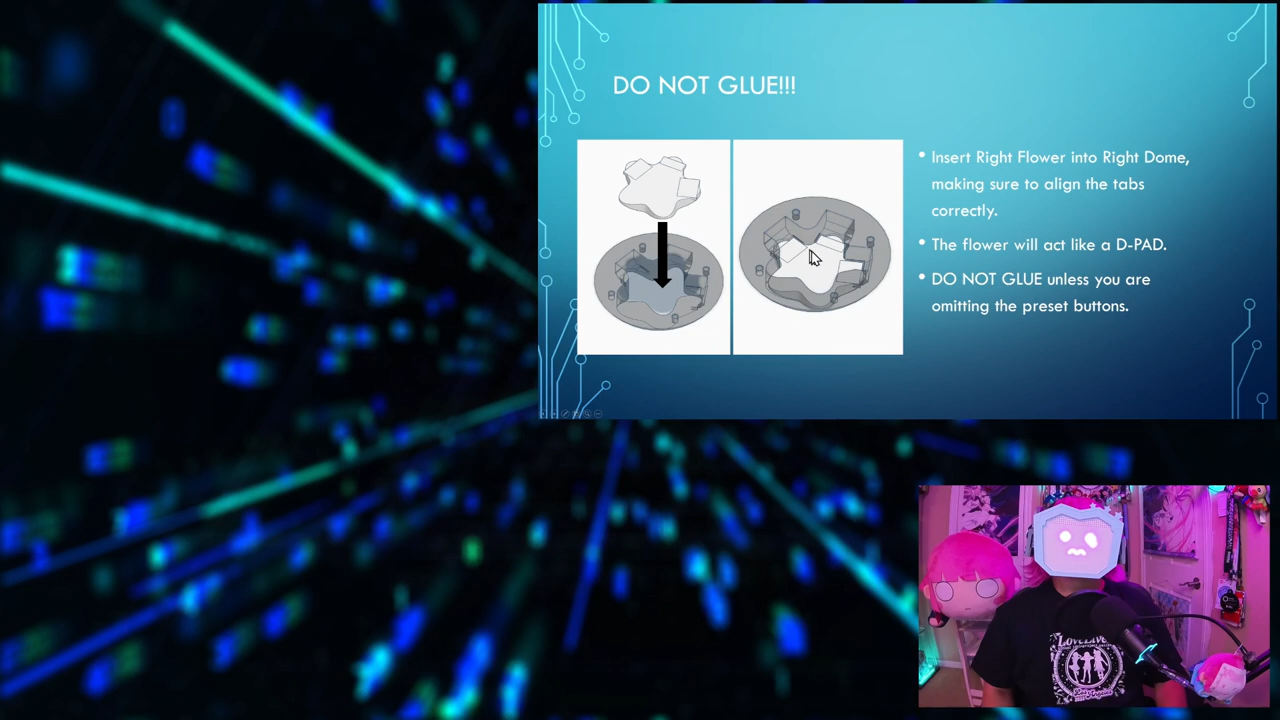 DO NOT GLUE!!!
• Insert Right Flower into Right Dome,
making sure to align the tabs
correctly.
• The flower will act like a D-PAD.
• DO NOT GLUE unless you are
omitting the preset buttons.
LOVELIVE